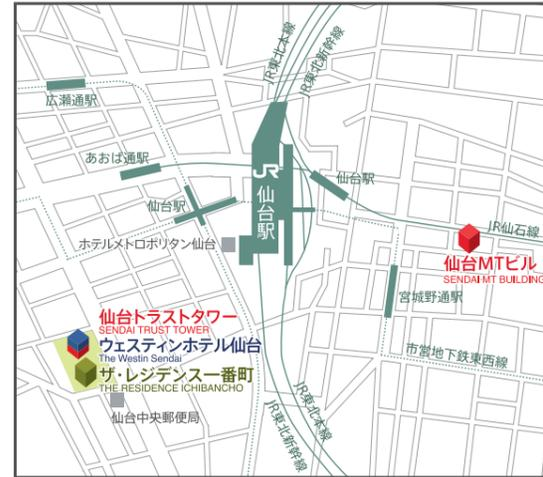 JR東北本線
JR東北新幹線
広瀬通駅
あおば通駅
JR
仙台駅
仙台駅
仙台駅
ホテルメトロポリタン仙台
JR仙石線
仙台MTビル
SENDAI MT BUILDING
宮城野通駅
仙台トラストタワー
SENDAI TRUST TOWER
ウェスティンホテル仙台
The Westin Sendai
ザ・レジデンス一番町
THE RESIDENCE ICHIBANCHO
市営地下鉄東西線
仙台中央郵便局
JR東北本線
JR東北新幹線